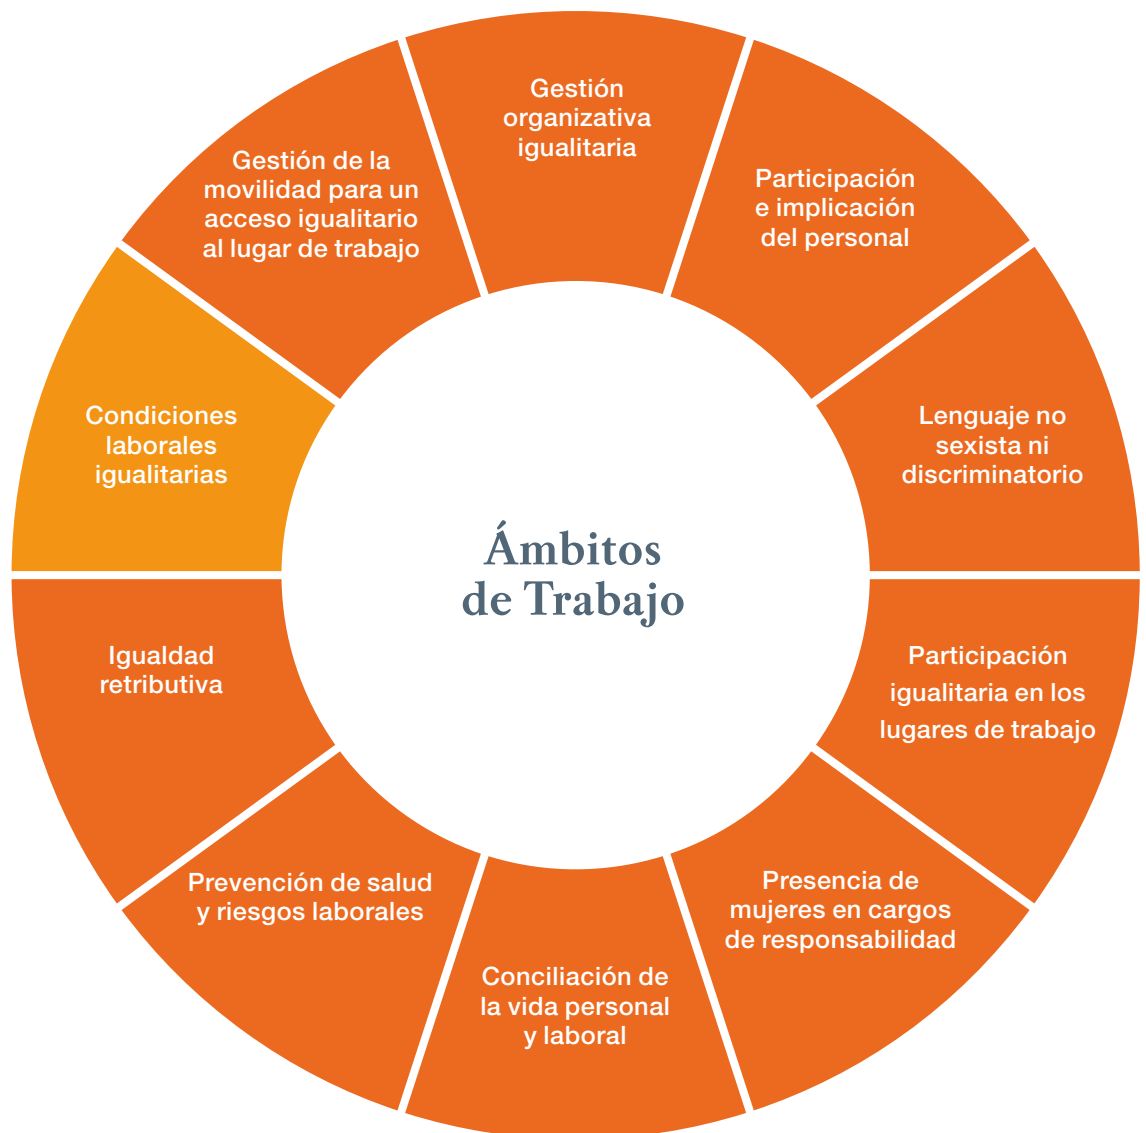 Gestión
organizativa
igualitaria
Participación
e implicación
del personal
Lenguaje no
sexista ni
discriminatorio
Participación
igualitaria en los
lugares de trabajo
Presencia de
mujeres en cargos
de responsabilidad
Conciliación de
la vida personal
y laboral
Prevención de salud
y riesgos laborales
Igualdad
retributiva
Condiciones
laborales
igualitarias
Gestión de la
movilidad para un
acceso igualitario
al lugar de trabajo
Ámbitos
de Trabajo